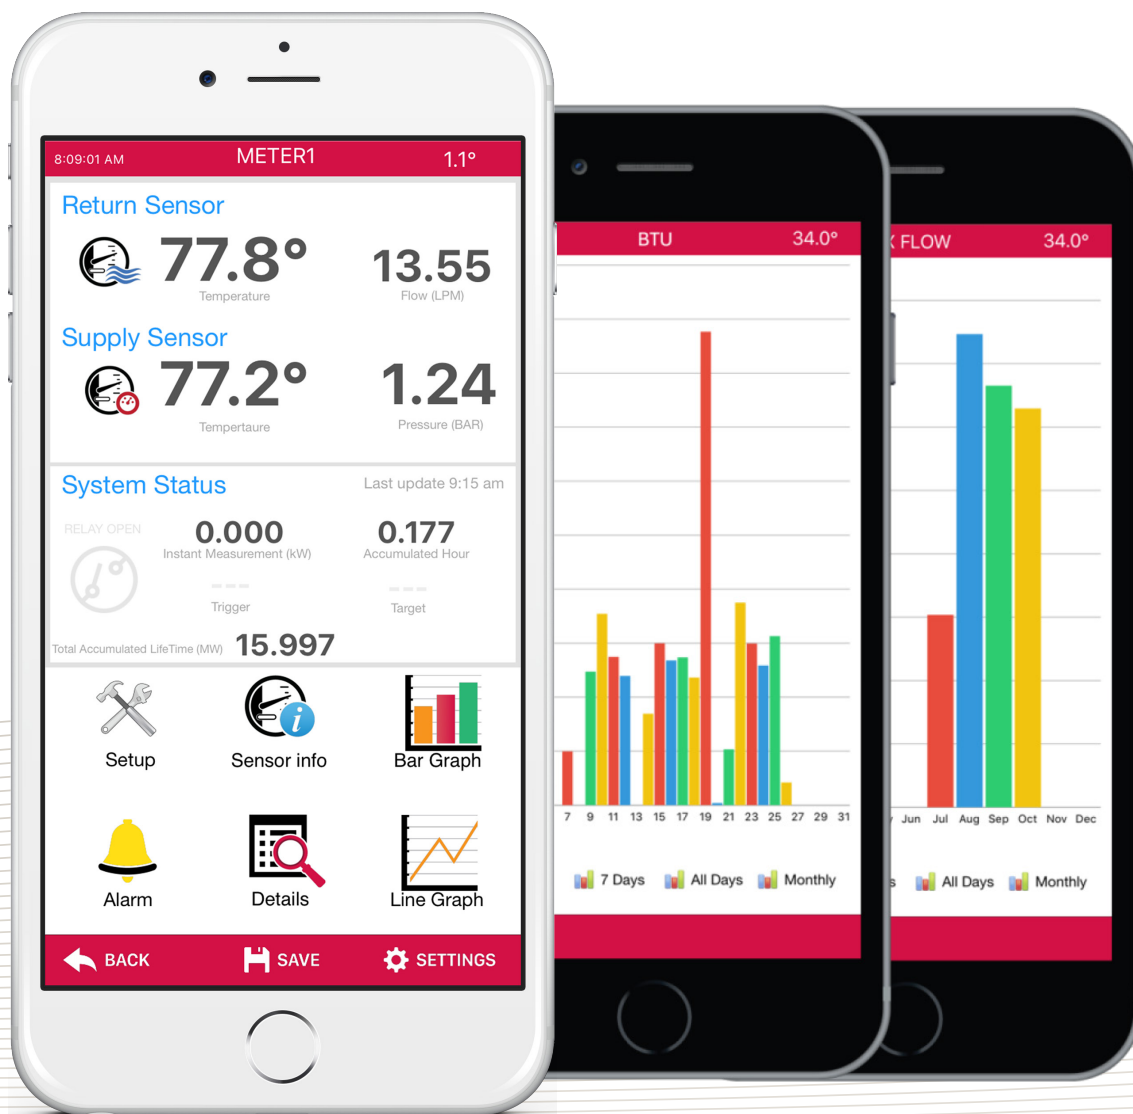 8:09:01 AM METER1 1.1°
Return Sensor
77.8° 13.55
Temperature Flow (LPM)
Supply Sensor
77.2° 1.24
Tempertaure Pressure (BAR)
System Status Last update 9:15 am
RELAY OPEN 0.000 0.177
Instant Measurement (kW) Accumulated Hour
--- ---
Trigger Target
Total Accumulated LifeTime (MW) 15.997
Setup Sensor info Bar Graph
Alarm Details Line Graph
BACK SAVE SETTINGS
BTU 34.0°
7 9 11 13 15 17 19 21 23 25 27 29 31
7 Days All Days Monthly
FLOW 34.0°
Jun Jul Aug Sep Oct Nov Dec
All Days Monthly